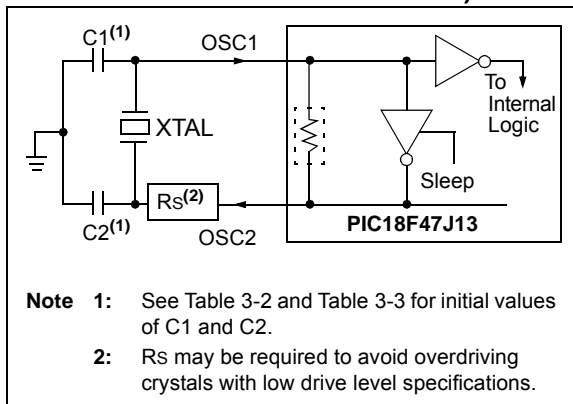 C1(1)
OSC1
To
Internal
Logic
XTAL
Sleep
RS(2)
C2(1)
OSC2
PIC18F47J13
Note 1: See Table 3-2 and Table 3-3 for initial values
of C1 and C2.
2: RS may be required to avoid overdriving
crystals with low drive level specifications.